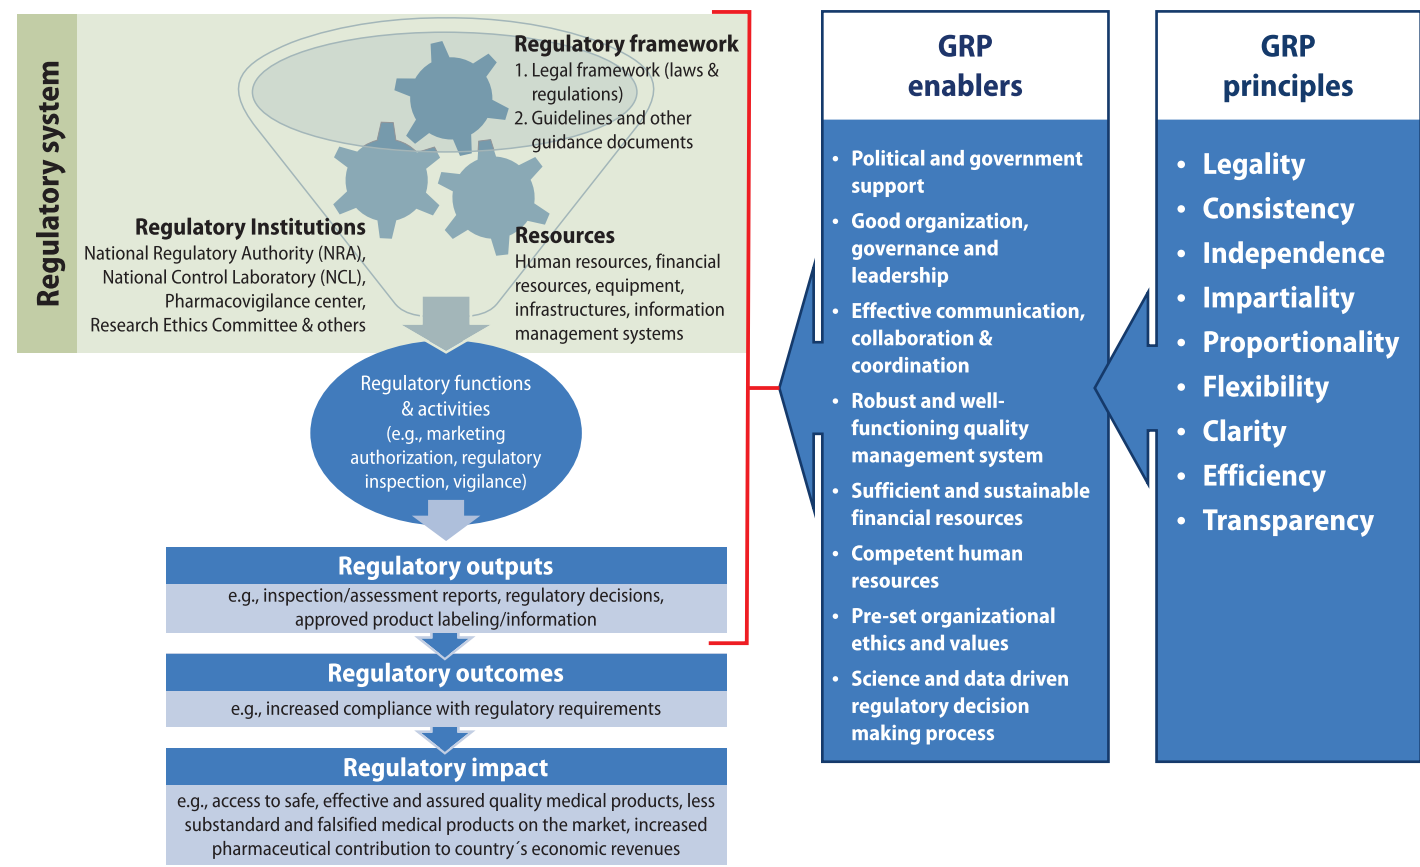 Regulatory system
Regulatory framework
1. Legal framework (laws &
regulations)
2. Guidelines and other
guidance documents
Regulatory Institutions
National Regulatory Authority (NRA),
National Control Laboratory (NCL),
Pharmacovigilance center,
Research Ethics Committee & others
Resources
Human resources, financial
resources, equipment,
infrastructures, information
management systems
Regulatory functions
& activities
(e.g., marketing
authorization, regulatory
inspection, vigilance)
Regulatory outputs
e.g., inspection/assessment reports, regulatory decisions,
approved product labeling/information
Regulatory outcomes
e.g., increased compliance with regulatory requirements
Regulatory impact
e.g., access to safe, effective and assured quality medical products, less
substandard and falsified medical products on the market, increased
pharmaceutical contribution to country´s economic revenues
GRP
enablers
• Political and government
support
• Good organization,
governance and
leadership
• Effective communication,
collaboration &
coordination
• Robust and well-
functioning quality
management system
• Sufficient and sustainable
financial resources
• Competent human
resources
• Pre-set organizational
ethics and values
• Science and data driven
regulatory decision
making process
GRP
principles
• Legality
• Consistency
• Independence
• Impartiality
• Proportionality
• Flexibility
• Clarity
• Efficiency
• Transparency